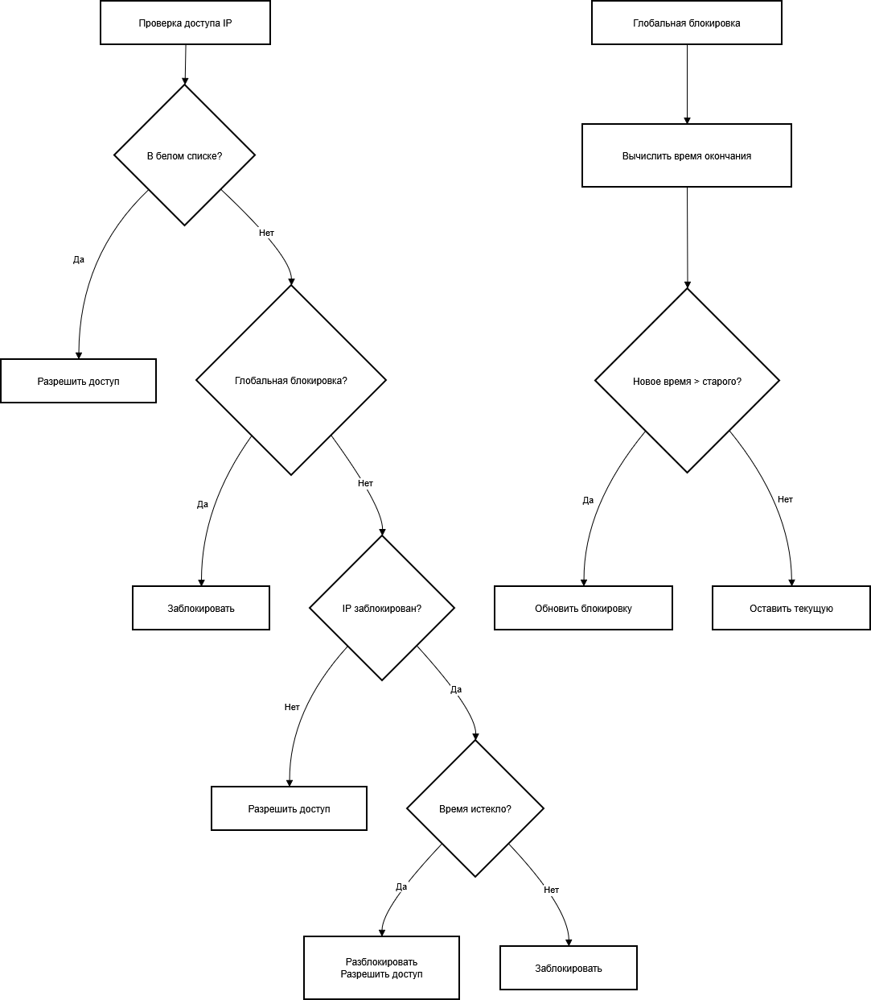 Проверка доступа IP
В белом списке?
Да
Нет
Разрешить доступ
Глобальная блокировка?
Да
Нет
Заблокировать
IP заблокирован?
Нет
Да
Разрешить доступ
Время истекло?
Да
Нет
Разблокировать
Разрешить доступ
Заблокировать
Глобальная блокировка
Вычислить время окончания
Новое время > старого?
Да
Нет
Обновить блокировку
Оставить текущую